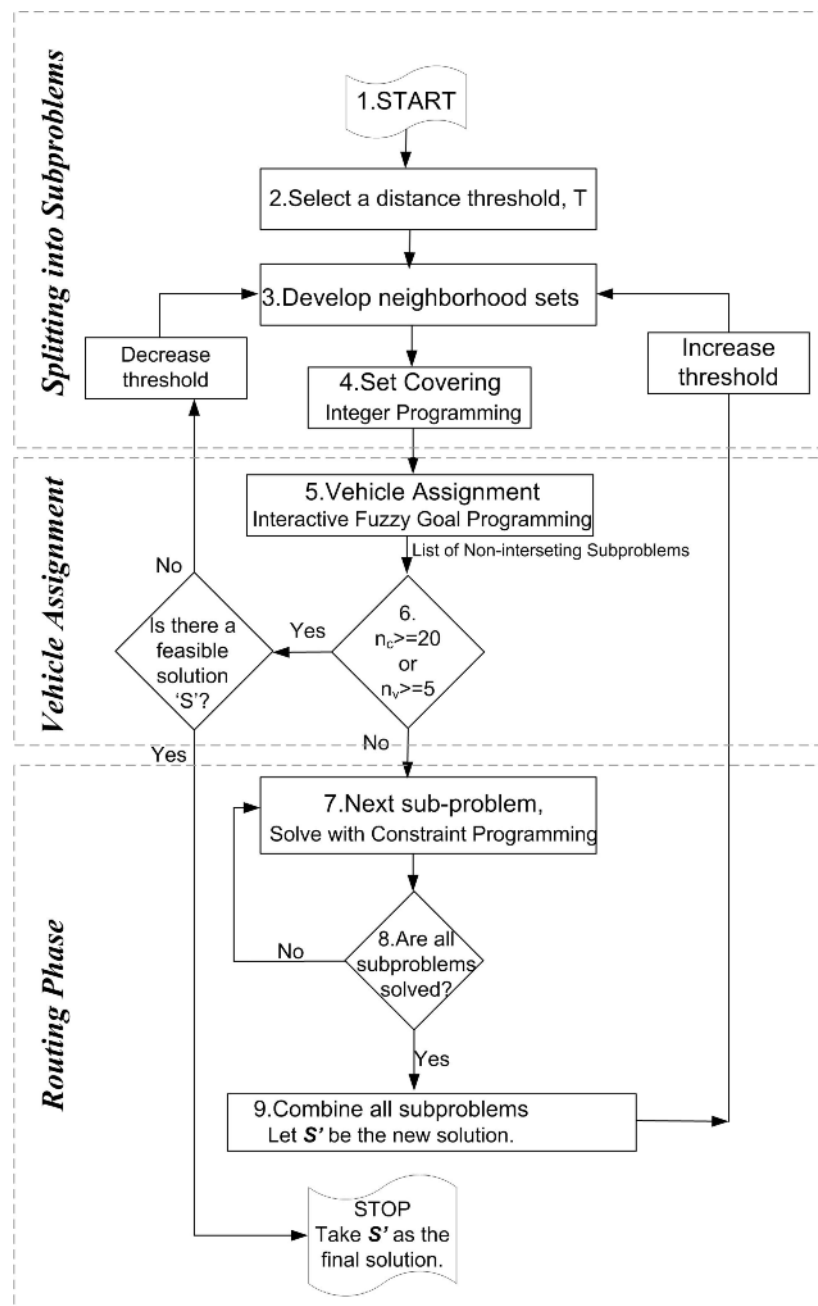 Splitting into Subproblems
1.START
2.Select a distance threshold, T
3.Develop neighborhood sets
Decrease
threshold
Increase
threshold
4.Set Covering
Integer Programming
Vehicle Assignment
5.Vehicle Assignment
Interactive Fuzzy Goal Programming
List of Non-interseting Subproblems
No
Is there a
feasible
solution
‘S’?
Yes
6.
nc>=20
or
nv>=5
Yes
No
Routing Phase
7.Next sub-problem,
Solve with Constraint Programming
No
8.Are all
subproblems
solved?
Yes
9.Combine all subproblems
Let S’ be the new solution.
STOP
Take S’ as the
final solution.